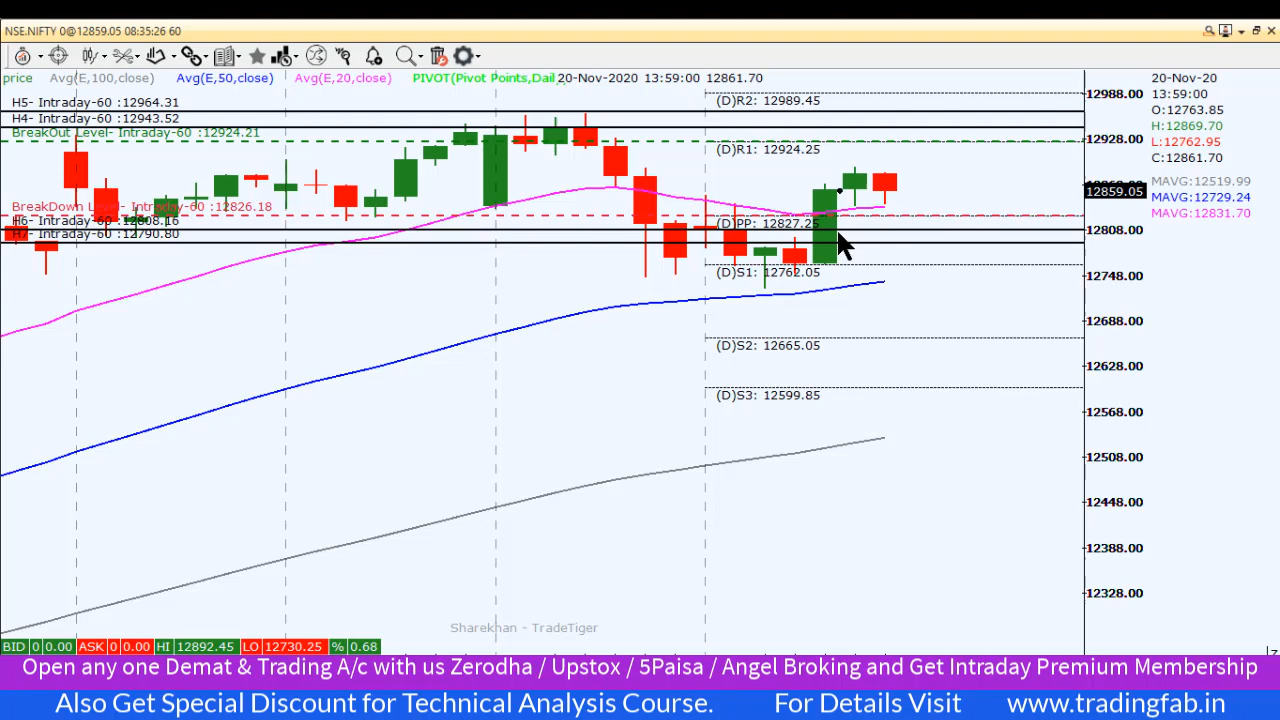 NSE.NIFTY 0@12859.05 08:35:26 60
price Avg(E,100,close) Avg(E,50,close) Avg(E,20,close) PIVOT(Pivot Points,Dail 20-Nov-2020 13:59:00 12861.70
20-Nov-20
13:59:00
O:12763.85
H:12869.70
L:12762.95
C:12861.70
MAVG:12519.99
MAVG:12729.24
MAVG:12831.70
H5- Intraday-60 :12964.31
H4- Intraday-60 :12943.52
BreakOut Level- Intraday-60 :12924.21
BreakDown Level- Intraday-60 :12826.18
H6- Intraday-60 :12808.16
H7- Intraday-60 :12790.80
(D)R2: 12989.45
(D)R1: 12924.25
(D)PP: 12827.25
(D)S1: 12762.05
(D)S2: 12665.05
(D)S3: 12599.85
12988.00
12928.00
12859.05
12808.00
12748.00
12688.00
12628.00
12568.00
12508.00
12448.00
12388.00
12328.00
Sharekhan - TradeTiger
BID 0 0.00 ASK 0 0.00 HI 12892.45 LO 12730.25 % 0.68
Open any one Demat & Trading A/c with us Zerodha / Upstox / 5Paisa / Angel Broking and Get Intraday Premium Membership
Also Get Special Discount for Technical Analysis Course. For Details Visit www.tradingfab.in